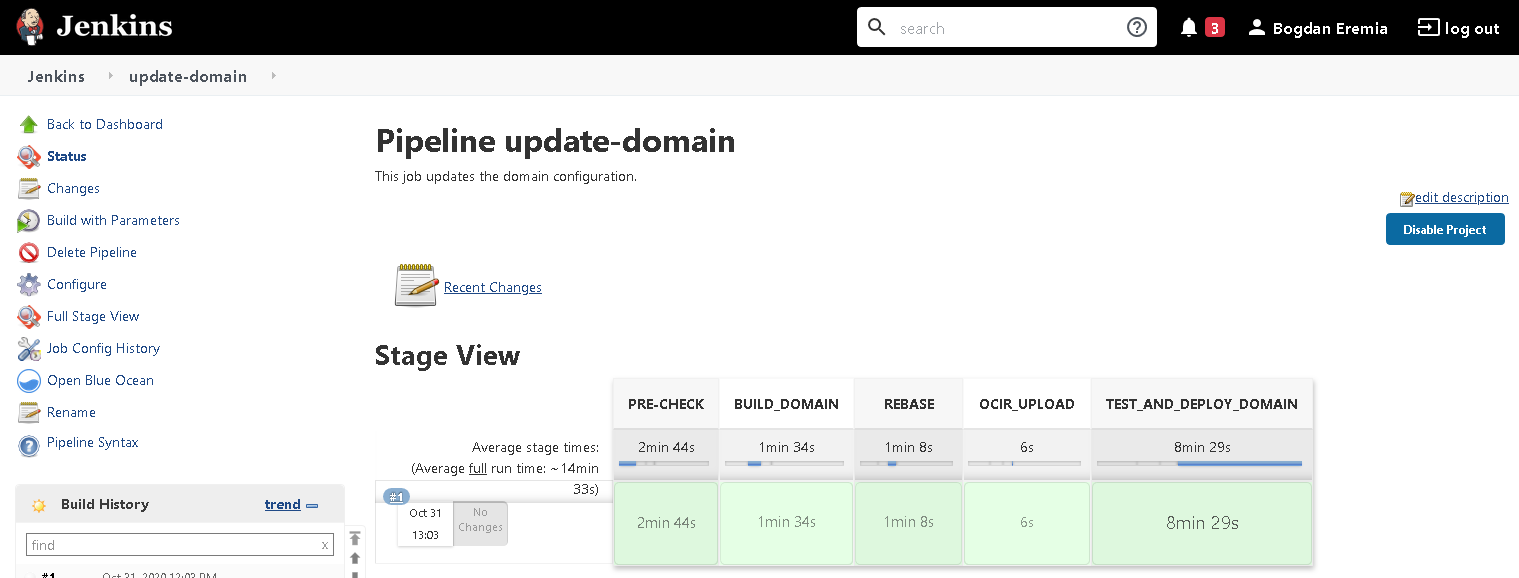 Jenkins
search
3
Bogdan Eremia
log out
Jenkins
update-domain
Back to Dashboard
Status
Changes
Build with Parameters
Delete Pipeline
Configure
Full Stage View
Job Config History
Open Blue Ocean
Rename
Pipeline Syntax
Build History
trend
find
x
#1
Oct 31, 2020 12:03 PM
Pipeline update-domain
This job updates the domain configuration.
edit description
Disable Project
Recent Changes
Stage View
PRE-CHECK BUILD_DOMAIN REBASE OCIR_UPLOAD TEST_AND_DEPLOY_DOMAIN
Average stage times:
2min 44s 1min 34s 1min 8s 6s 8min 29s
(Average full run time: ~14min
33s)
#1
Oct 31
13:03
No
Changes
2min 44s 1min 34s 1min 8s 6s 8min 29s